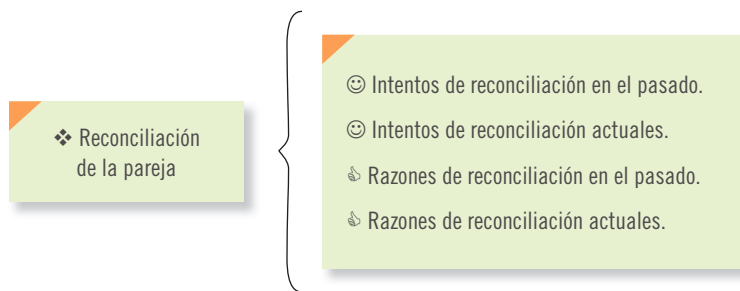 ❖ Reconciliación
de la pareja
☺ Intentos de reconciliación en el pasado.
☺ Intentos de reconciliación actuales.
👍 Razones de reconciliación en el pasado.
👍 Razones de reconciliación actuales.